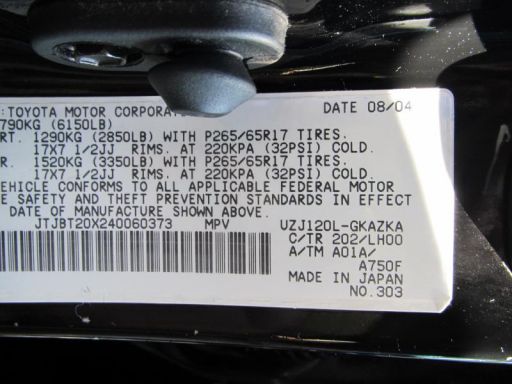 : TOYOTA MOTOR CORPORAT
DATE 08/04
790KG (6150LB)
RT. 1290KG (2850LB) WITH P265/65R17 TIRES.
17X7 1/2JJ RIMS. AT 220KPA (32PSI) COLD.
RR. 1520KG (3350LB) WITH P265/65R17 TIRES.
17X7 1/2JJ RIMS. AT 220KPA (32PSI) COLD.
VEHICLE CONFORMS TO ALL APPLICABLE FEDERAL MOTOR
E SAFETY AND THEFT PREVENTION STANDARDS IN EFFECT
DATE OF MANUFACTURE SHOWN ABOVE.
JTJBT20X240060373 MPV UZJ120L-GKAZKA
C/TR 202/LH00
A/TM A01A/
A750F
MADE IN JAPAN
NO.303